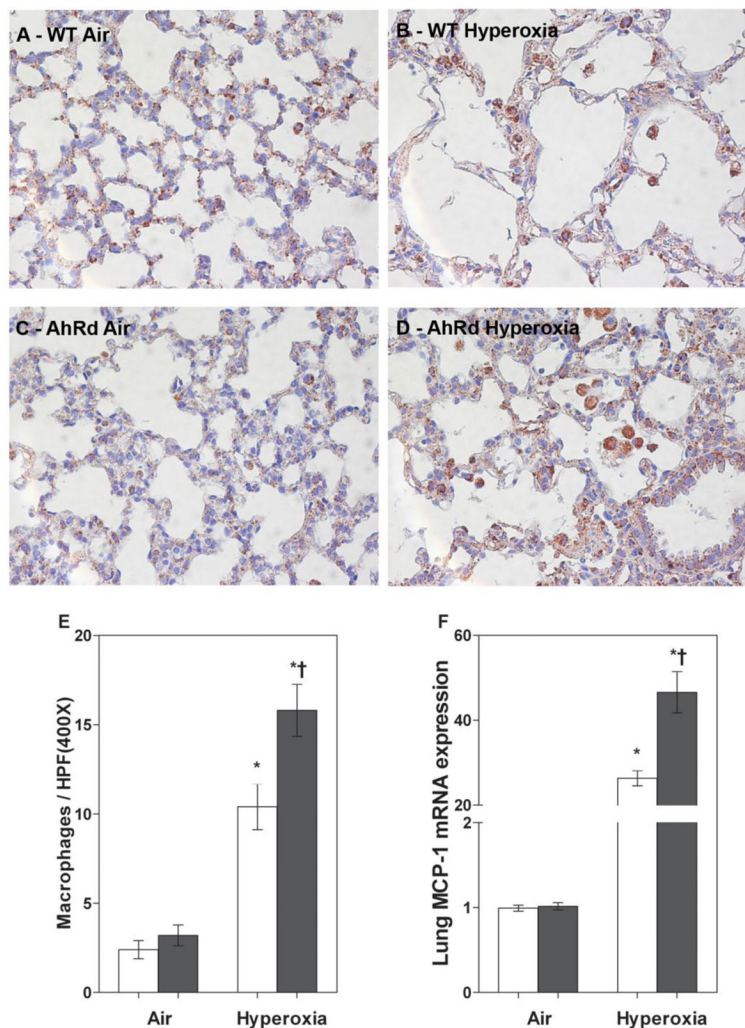 A - WT Air
B - WT Hyperoxia
C - AhRd Air
D - AhRd Hyperoxia
E
Macrophages / HPF(400X)
20
15
10
5
0
*
*†
Air
Hyperoxia
F
Lung MCP-1 mRNA expression
60
40
20
2
1
0
*
*†
Air
Hyperoxia